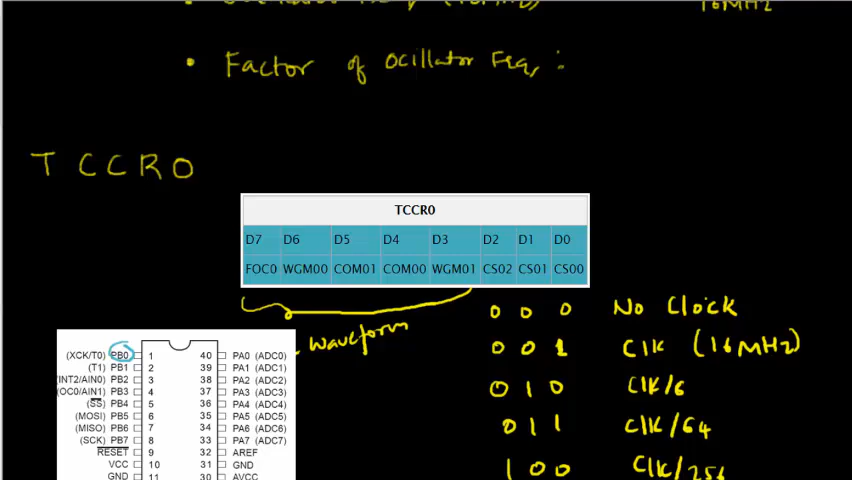 16MHz
• Factor of Ocillator Feq, :
TCCR0
TCCR0
D7 D6 D5 D4 D3 D2 D1 D0
FOC0 WGM00 COM01 COM00 WGM01 CS02 CS01 CS00
0 0 0 No Clock
waveform
0 0 1 Clk (16MHz)
0 1 0 Clk/6
0 1 1 Clk/64
1 0 0 Clk/256
(XCK/T0) PB0 1 40 PA0 (ADC0)
(T1) PB1 2 39 PA1 (ADC1)
(INT2/AIN0) PB2 3 38 PA2 (ADC2)
(OC0/AIN1) PB3 4 37 PA3 (ADC3)
(SS) PB4 5 36 PA4 (ADC4)
(MOSI) PB5 6 35 PA5 (ADC5)
(MISO) PB6 7 34 PA6 (ADC6)
(SCK) PB7 8 33 PA7 (ADC7)
RESET 9 32 AREF
VCC 10 31 GND
GND 11 30 AVCC